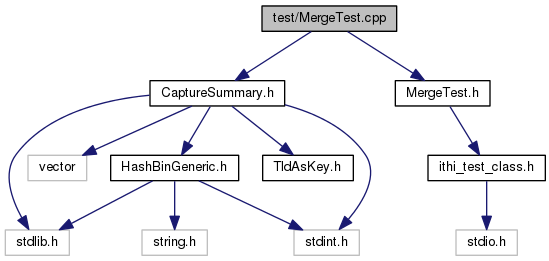 test/MergeTest.cpp
CaptureSummary.h
MergeTest.h
vector
HashBinGeneric.h
TldAsKey.h
ithi_test_class.h
stdlib.h
string.h
stdint.h
stdio.h